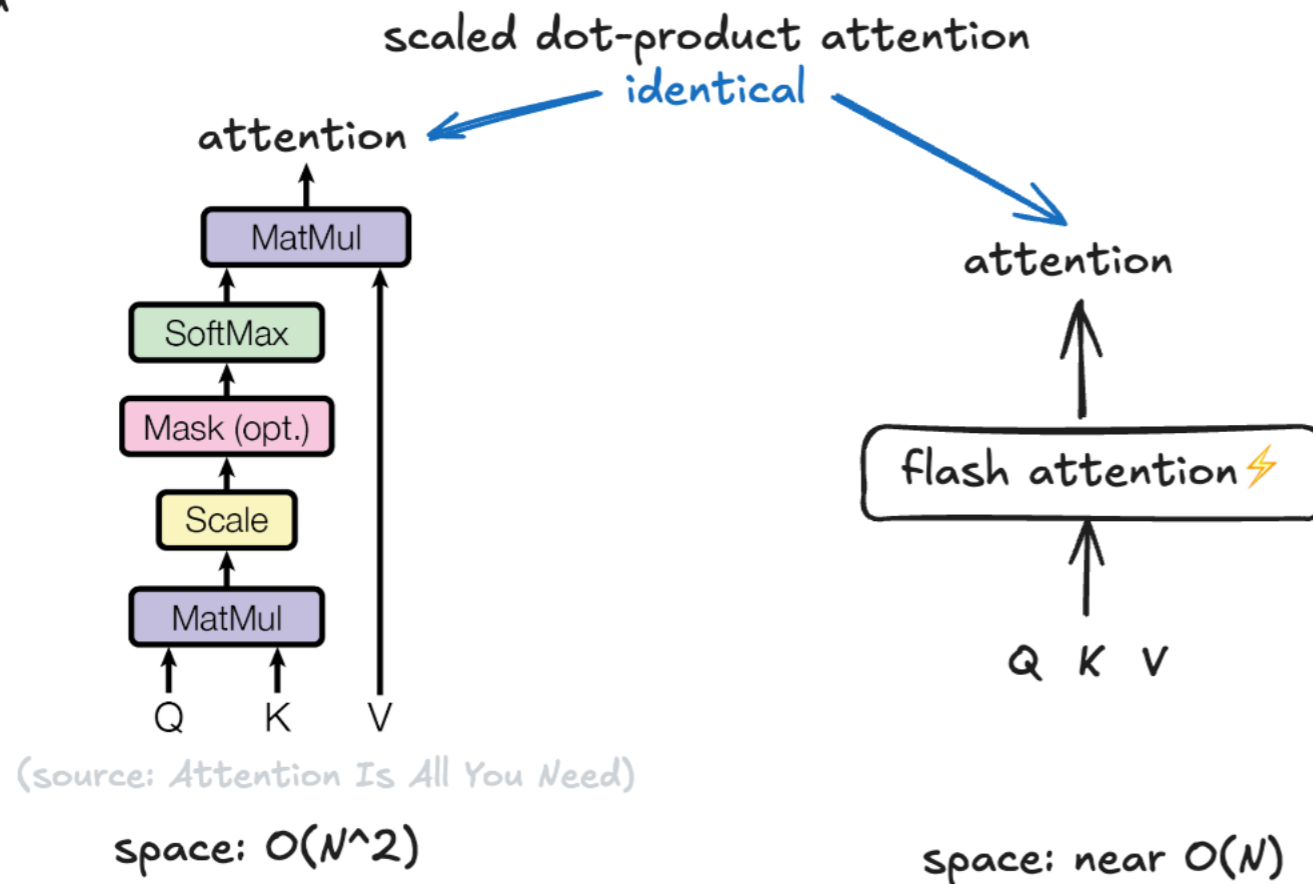 scaled dot-product attention
identical
attention
MatMul
SoftMax
Mask (opt.)
Scale
MatMul
Q K V
(source: Attention Is All You Need)
space: O(N^2)
attention
flash attention⚡
Q K V
space: near O(N)